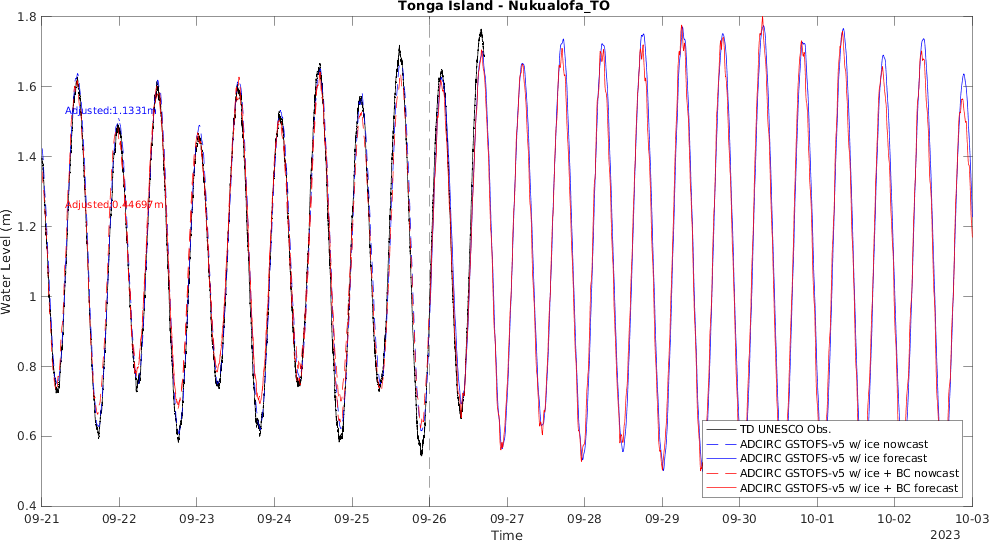 Tonga Island - Nukualofa_TO
1.8
1.6
1.4
1.2
1
0.8
0.6
0.4
Water Level (m)
Adjusted:1.1331m
Adjusted:0.44697m
TD UNESCO Obs.
ADCIRC GSTOFS-v5 w/ ice nowcast
ADCIRC GSTOFS-v5 w/ ice forecast
ADCIRC GSTOFS-v5 w/ ice + BC nowcast
ADCIRC GSTOFS-v5 w/ ice + BC forecast
09-21 09-22 09-23 09-24 09-25 09-26 09-27 09-28 09-29 09-30 10-01 10-02 10-03
Time
2023